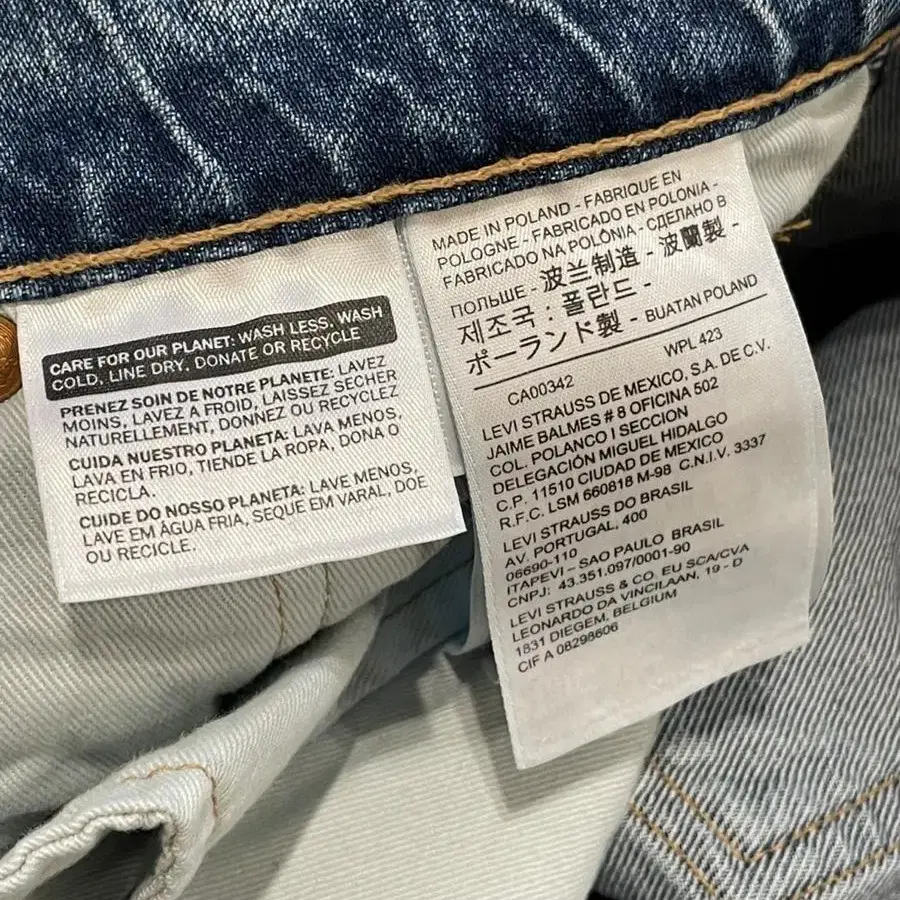 CARE FOR OUR PLANET: WASH LESS, WASH
COLD, LINE DRY, DONATE OR RECYCLE
PRENEZ SOIN DE NOTRE PLANETE: LAVEZ
MOINS, LAVEZ A FROID, LAISSEZ SECHER
NATURELLEMENT, DONNEZ OU RECYCLEZ
CUIDA NUESTRO PLANETA: LAVA MENOS,
LAVA EN FRIO, TIENDE LA ROPA, DONA O
RECICLA.
CUIDE DO NOSSO PLANETA: LAVE MENOS,
LAVE EM ÁGUA FRIA, SEQUE EM VARAL, DOE
OU RECICLE.
MADE IN POLAND - FABRIQUE EN
POLOGNE - FABRICADO EN POLONIA -
FABRICADO NA POLÔNIA - СДЕЛАНО В
ПОЛЬШЕ - 波兰制造 - 波蘭製 -
제조국 : 폴란드 -
ポーランド製 - BUATAN POLAND
CA00342 WPL 423
LEVI STRAUSS DE MEXICO, S.A. DE C.V.
JAIME BALMES # 8 OFICINA 502
COL. POLANCO I SECCION
DELEGACIÓN MIGUEL HIDALGO
C.P. 11510 CIUDAD DE MEXICO
R.F.C. LSM 660818 M-98 C.N.I.V. 3337
LEVI STRAUSS DO BRASIL
AV. PORTUGAL, 400
06690-110
ITAPEVI – SAO PAULO BRASIL
CNPJ: 43.351.097/0001-90
LEVI STRAUSS & CO. EU SCA/CVA
LEONARDO DA VINCILAAN, 19 - D
1831 DIEGEM, BELGIUM
CIF A 08298606